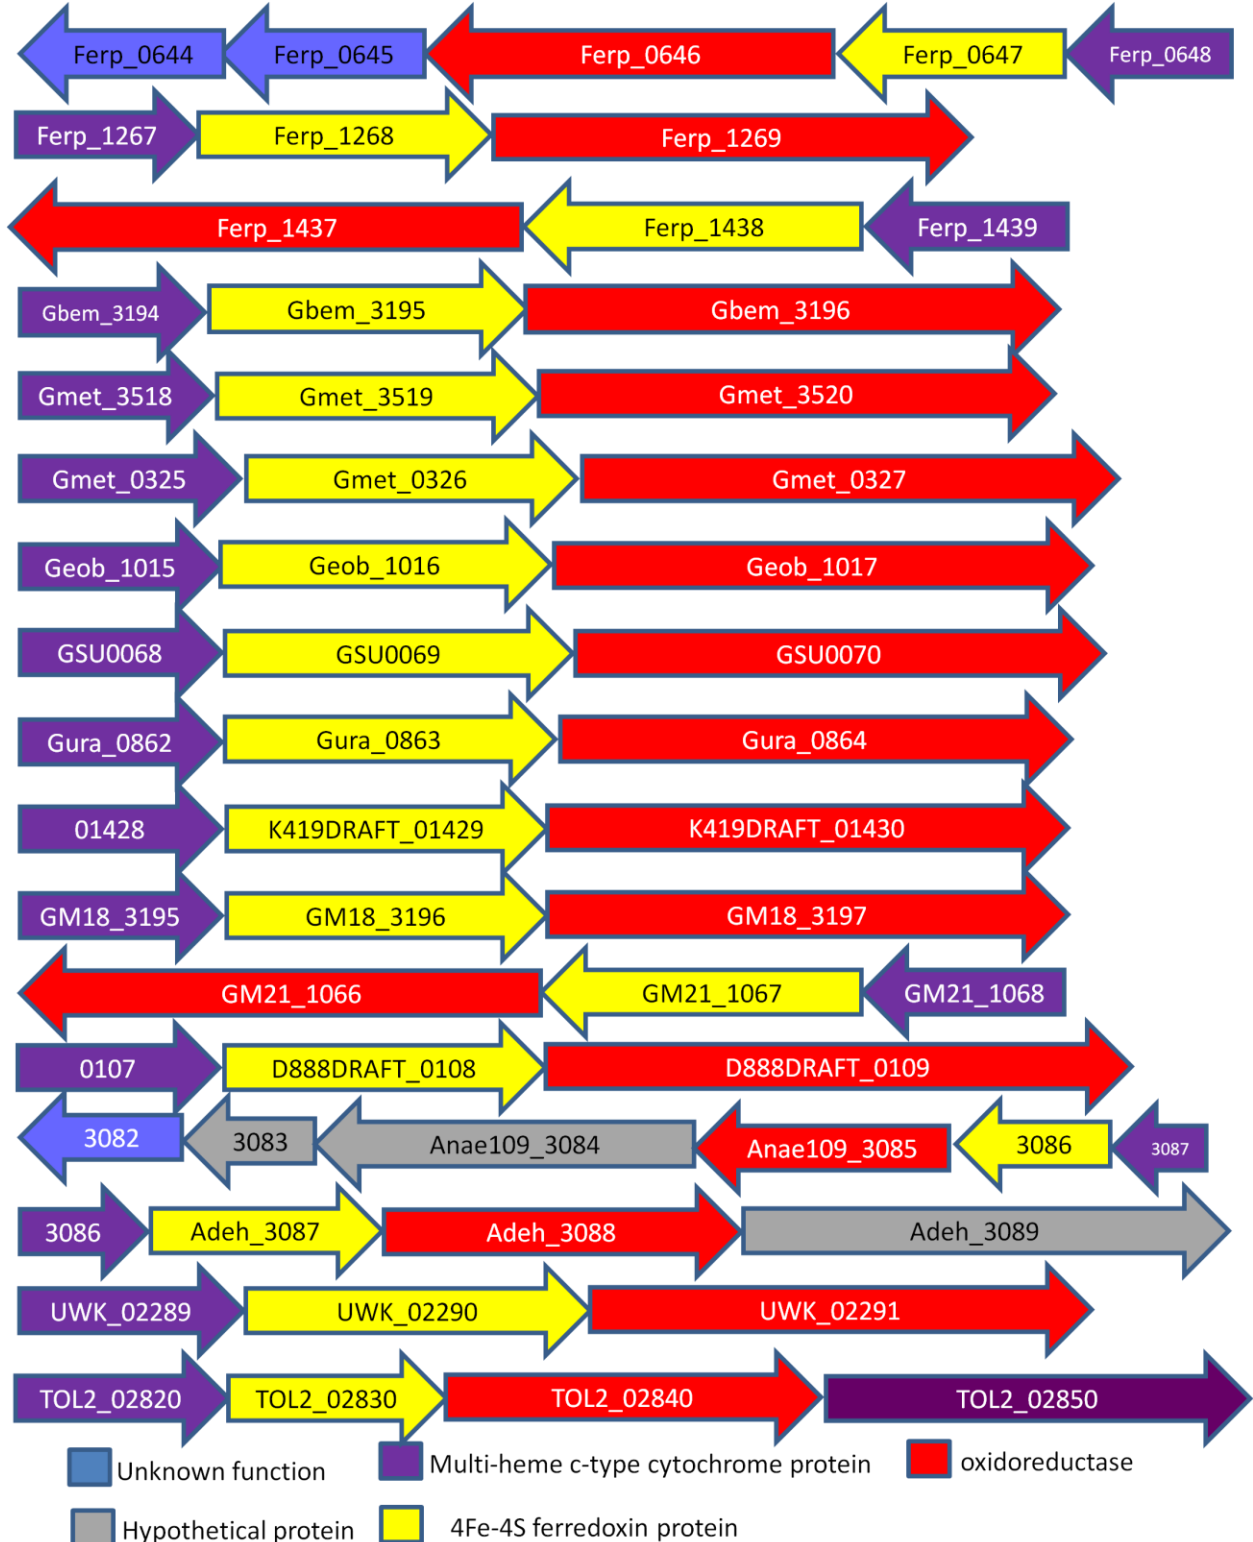 Ferp_0644 Ferp_0645 Ferp_0646 Ferp_0647 Ferp_0648
Ferp_1267 Ferp_1268 Ferp_1269
Ferp_1437 Ferp_1438 Ferp_1439
Gbem_3194 Gbem_3195 Gbem_3196
Gmet_3518 Gmet_3519 Gmet_3520
Gmet_0325 Gmet_0326 Gmet_0327
Geob_1015 Geob_1016 Geob_1017
GSU0068 GSU0069 GSU0070
Gura_0862 Gura_0863 Gura_0864
01428 K419DRAFT_01429 K419DRAFT_01430
GM18_3195 GM18_3196 GM18_3197
GM21_1066 GM21_1067 GM21_1068
0107 D888DRAFT_0108 D888DRAFT_0109
3082 3083 Anae109_3084 Anae109_3085 3086 3087
3086 Adeh_3087 Adeh_3088 Adeh_3089
UWK_02289 UWK_02290 UWK_02291
TOL2_02820 TOL2_02830 TOL2_02840 TOL2_02850
Unknown function Multi-heme c-type cytochrome protein oxidoreductase
Hypothetical protein 4Fe-4S ferredoxin protein